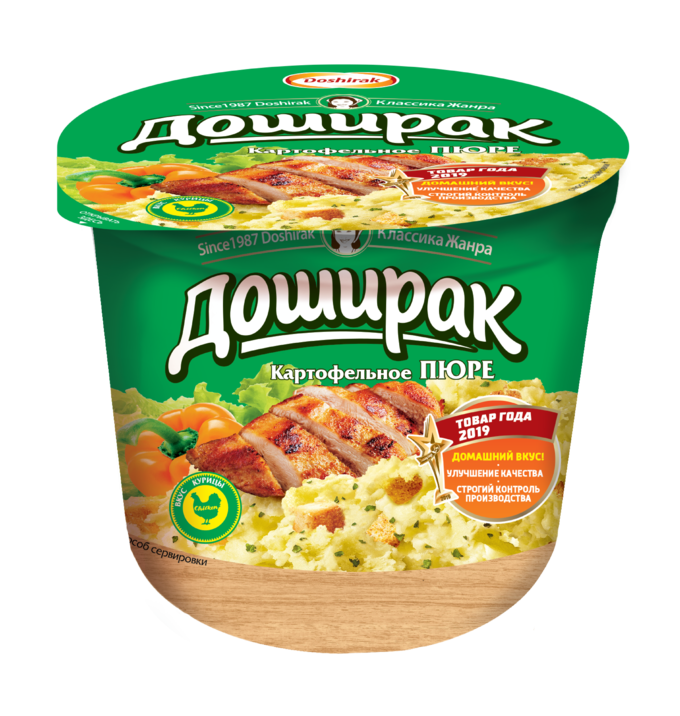 Doshirak
Since1987 Doshirak Классика Жанра
Доширак
Картофельное ПЮРЕ
ТОВАР ГОДА
2019
ДОМАШНИЙ ВКУС!
УЛУЧШЕНИЕ КАЧЕСТВА
СТРОГИЙ КОНТРОЛЬ
ПРОИЗВОДСТВА
ВКУС КУРИЦЫ
Since1987 Doshirak Классика Жанра
Доширак
Картофельное ПЮРЕ
ТОВАР ГОДА
2019
ДОМАШНИЙ ВКУС!
УЛУЧШЕНИЕ КАЧЕСТВА
СТРОГИЙ КОНТРОЛЬ
ПРОИЗВОДСТВА
ВКУС КУРИЦЫ
сервировки